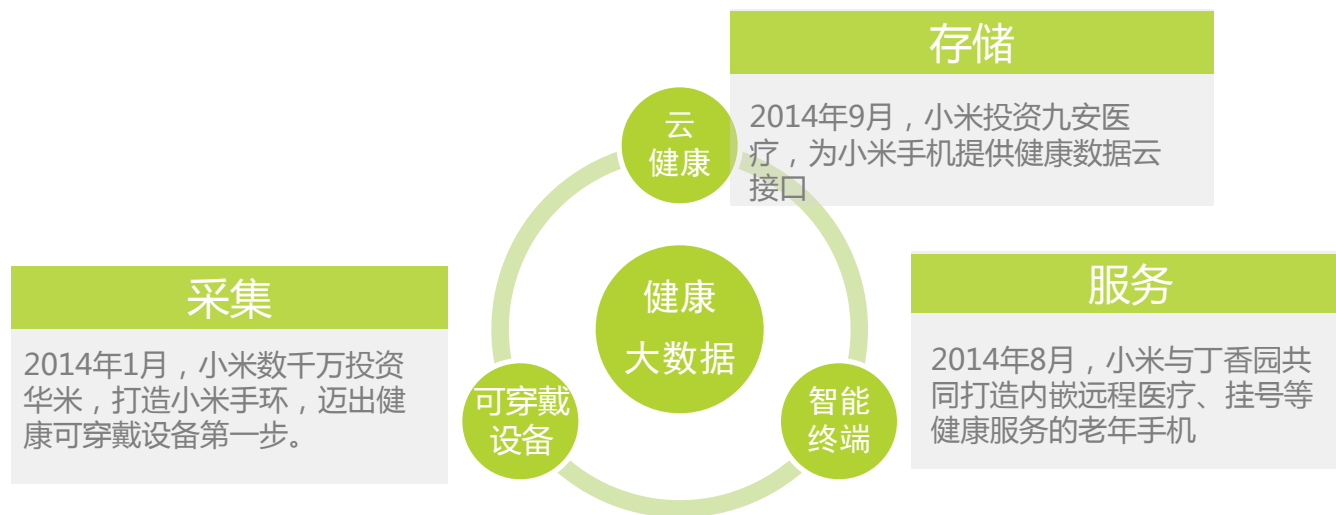 存储
2014年9月，小米投资九安医
疗，为小米手机提供健康数据云
接口
云
健康
采集
2014年1月，小米数千万投资
华米，打造小米手环，迈出健
康可穿戴设备第一步。
健康
大数据
服务
2014年8月，小米与丁香园共
同打造内嵌远程医疗、挂号等
健康服务的老年手机
可穿戴
设备
智能
终端